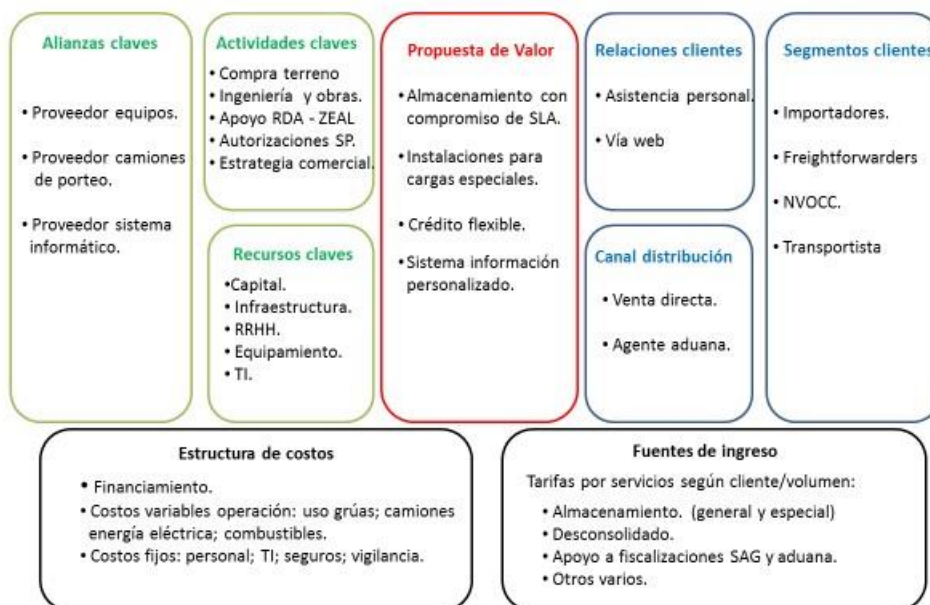 Alianzas claves
• Proveedor equipos.
• Proveedor camiones
de porteo.
• Proveedor sistema
informático.
Actividades claves
• Compra terreno
• Ingeniería y obras.
• Apoyo RDA - ZEAL
• Autorizaciones SP.
• Estrategia comercial.
Recursos claves
•Capital.
• Infraestructura.
• RRHH.
• Equipamiento.
• TI.
Propuesta de Valor
• Almacenamiento con
compromiso de SLA.
• Instalaciones para
cargas especiales.
• Crédito flexible.
• Sistema información
personalizado.
Relaciones clientes
• Asistencia personal.
• Vía web
Canal distribución
• Venta directa.
• Agente aduana.
Segmentos clientes
• Importadores.
• Freightforwarders
• NVOCC.
• Transportista
Estructura de costos
• Financiamiento.
• Costos variables operación: uso grúas; camiones
energía eléctrica; combustibles.
• Costos fijos: personal; TI; seguros; vigilancia.
Fuentes de ingreso
Tarifas por servicios según cliente/volumen:
• Almacenamiento. (general y especial)
• Desconsolidado.
• Apoyo a fiscalizaciones SAG y aduana.
• Otros varios.